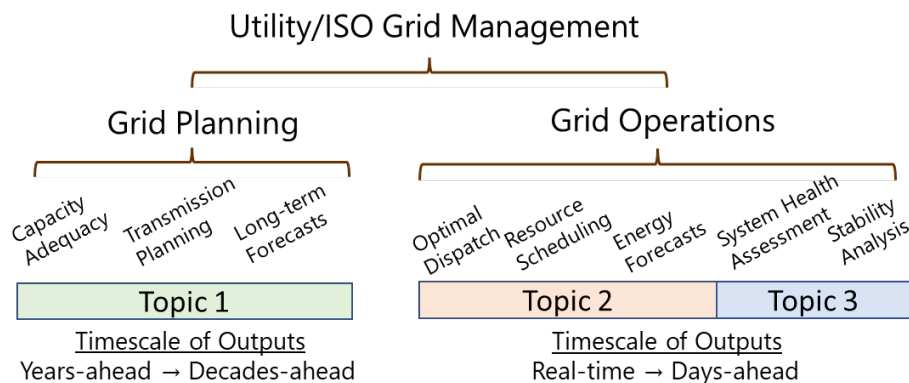 Utility/ISO Grid Management
Grid Planning
Grid Operations
Capacity
Adequacy
Transmission
Planning
Long-term
Forecasts
Optimal
Dispatch
Resource
Scheduling
Energy
Forecasts
System Health
Assessment
Stability
Analysis
Topic 1
Topic 2
Topic 3
Timescale of Outputs
Years-ahead → Decades-ahead
Timescale of Outputs
Real-time → Days-ahead